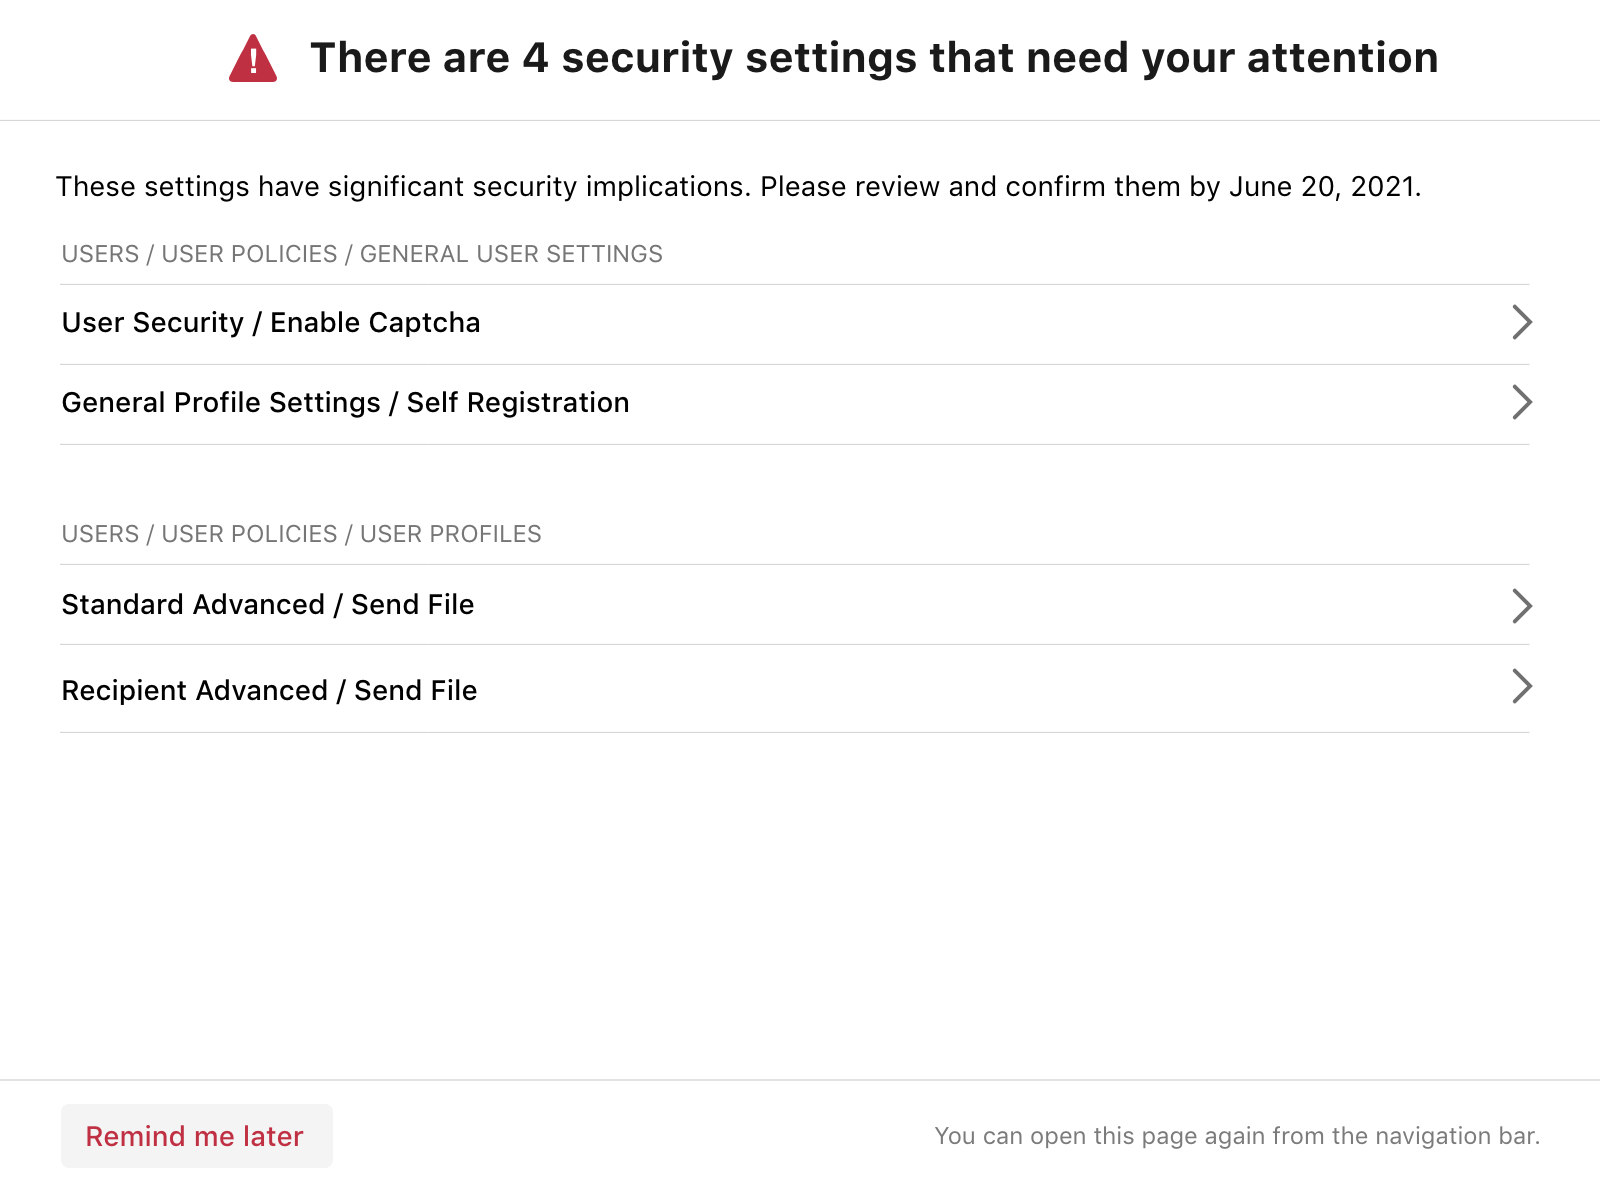 There are 4 security settings that need your attention
These settings have significant security implications. Please review and confirm them by June 20, 2021.
USERS / USER POLICIES / GENERAL USER SETTINGS
User Security / Enable Captcha
General Profile Settings / Self Registration
USERS / USER POLICIES / USER PROFILES
Standard Advanced / Send File
Recipient Advanced / Send File
Remind me later
You can open this page again from the navigation bar.